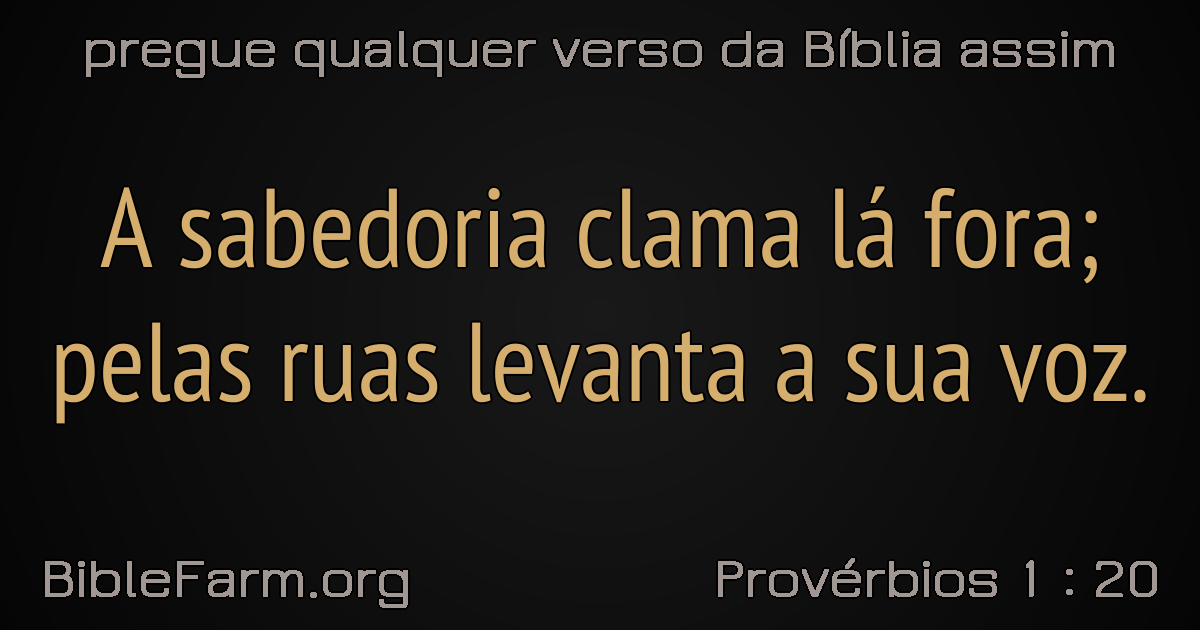 pregue qualquer verso da Bíblia assim
A sabedoria clama lá fora;
pelas ruas levanta a sua voz.
BibleFarm.org
Provérbios 1 : 20